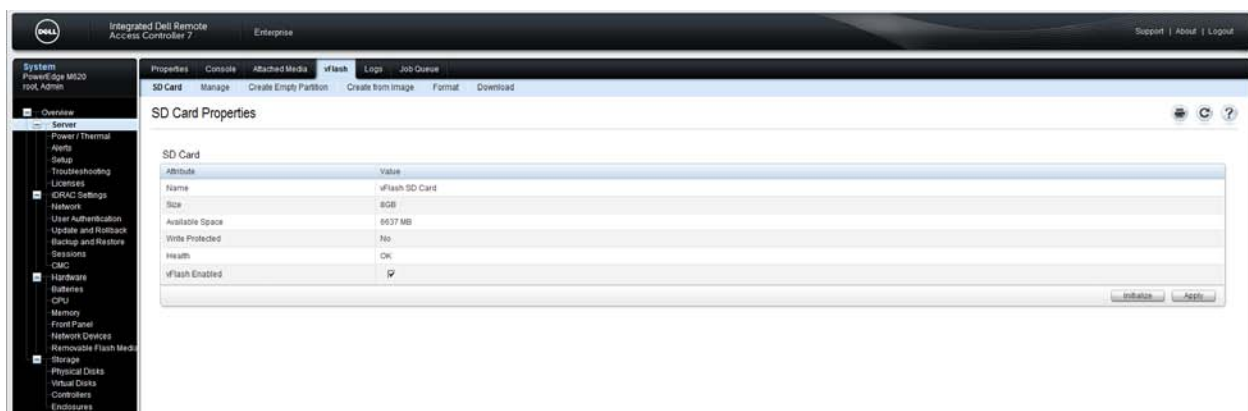 DELL
Integrated Dell Remote
Access Controller 7
Enterprise
Support | About | Logout
System
PowerEdge M620
root, Admin
Overview
Server
Power / Thermal
Alerts
Setup
Troubleshooting
Licenses
iDRAC Settings
Network
User Authentication
Update and Rollback
Backup and Restore
Sessions
CMC
Hardware
Batteries
CPU
Memory
Front Panel
Network Devices
Removable Flash Media
Storage
Physical Disks
Virtual Disks
Controllers
Enclosures
Properties Console Attached Media vFlash Logs Job Queue
SD Card Manage Create Empty Partition Create from Image Format Download
SD Card Properties
?
SD Card
Attribute Value
Name vFlash SD Card
Size 8GB
Available Space 6637 MB
Write Protected No
Health OK
vFlash Enabled
Initialize Apply